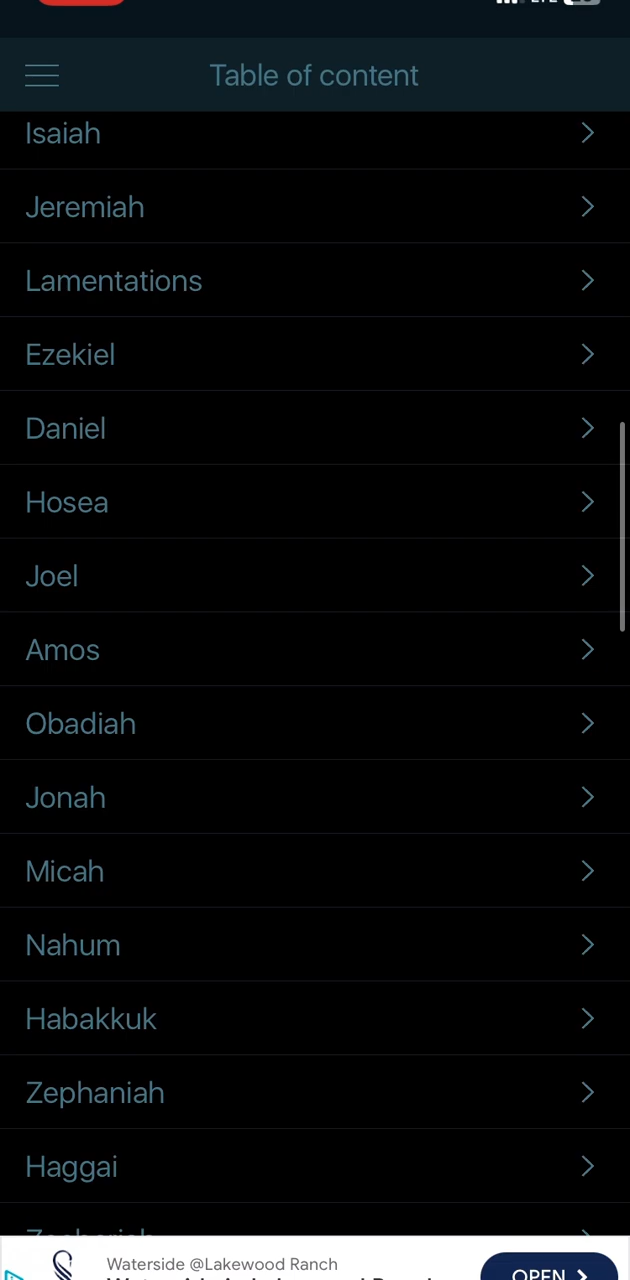 Table of content
Isaiah
Jeremiah
Lamentations
Ezekiel
Daniel
Hosea
Joel
Amos
Obadiah
Jonah
Micah
Nahum
Habakkuk
Zephaniah
Haggai
Waterside @Lakewood Ranch
OPEN